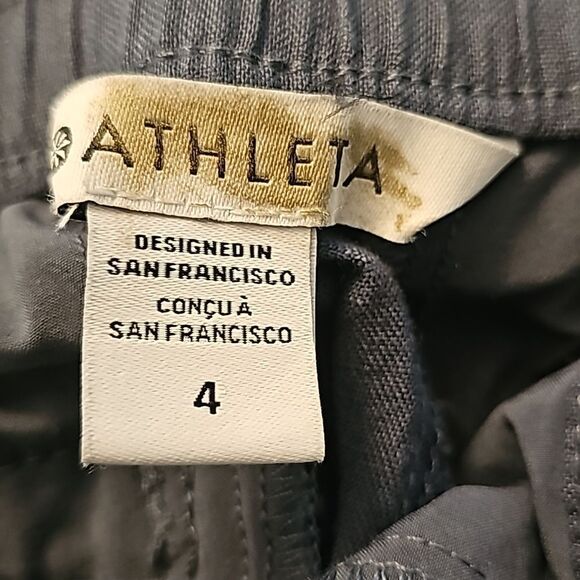 ATHLETA
DESIGNED IN
SAN FRANCISCO
CONÇU À
SAN FRANCISCO
4